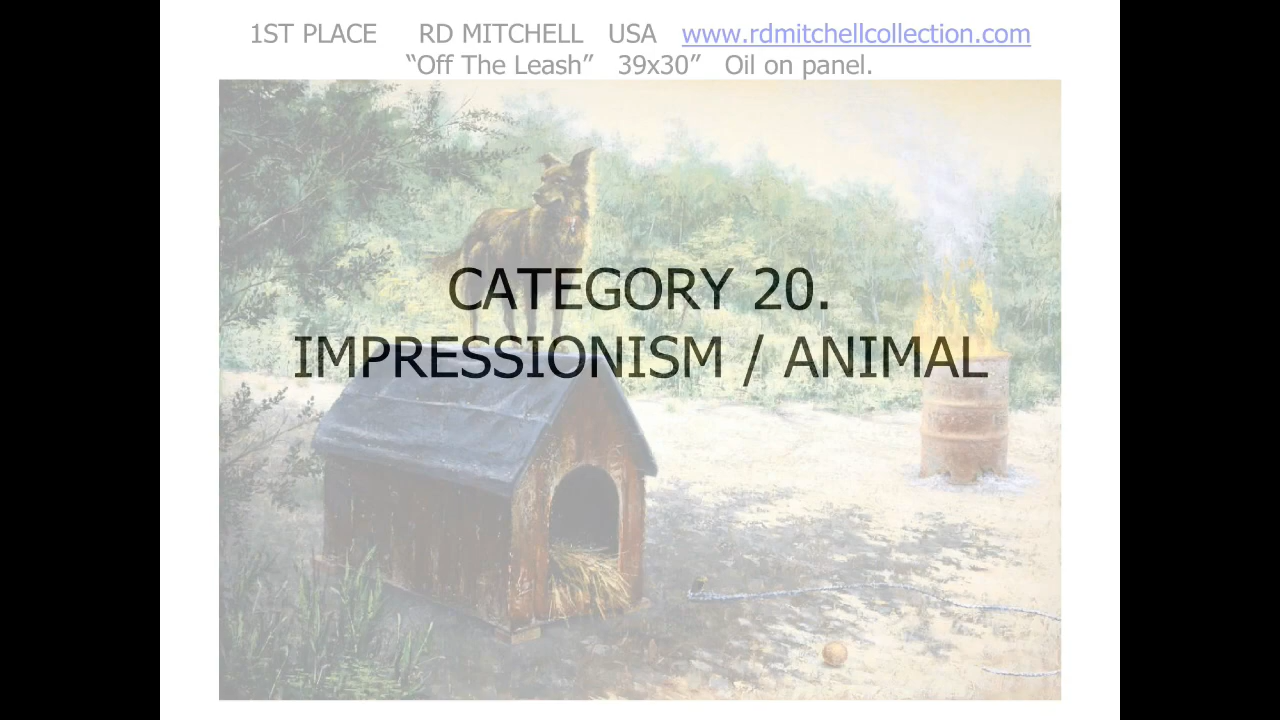 1ST PLACE RD MITCHELL USA www.rdmitchellcollection.com
“Off The Leash” 39x30” Oil on panel.
CATEGORY 20.
IMPRESSIONISM / ANIMAL